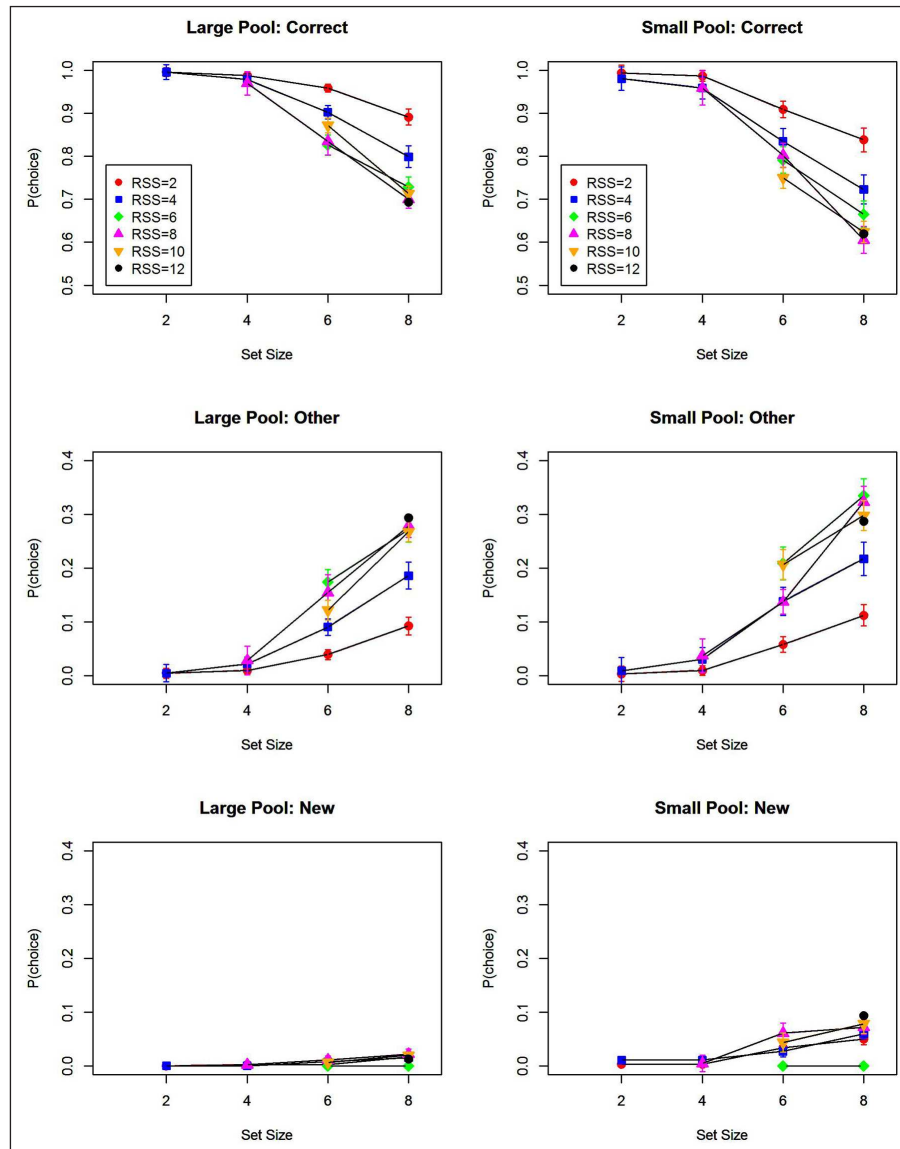 Large Pool: Correct
P(choice)
1.0
0.9
0.8
0.7
0.6
0.5
RSS=2
RSS=4
RSS=6
RSS=8
RSS=10
RSS=12
2 4 6 8
Set Size
Small Pool: Correct
P(choice)
1.0
0.9
0.8
0.7
0.6
0.5
RSS=2
RSS=4
RSS=6
RSS=8
RSS=10
RSS=12
2 4 6 8
Set Size
Large Pool: Other
P(choice)
0.4
0.3
0.2
0.1
0.0
2 4 6 8
Set Size
Small Pool: Other
P(choice)
0.4
0.3
0.2
0.1
0.0
2 4 6 8
Set Size
Large Pool: New
P(choice)
0.4
0.3
0.2
0.1
0.0
2 4 6 8
Set Size
Small Pool: New
P(choice)
0.4
0.3
0.2
0.1
0.0
2 4 6 8
Set Size